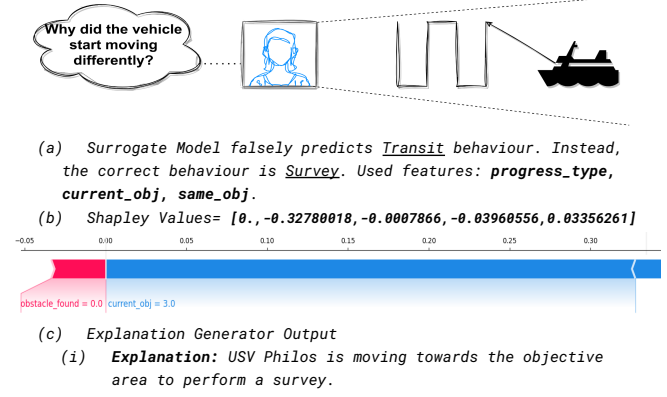 Why did the vehicle
start moving
differently?
(a) Surrogate Model falsely predicts Transit behaviour. Instead,
the correct behaviour is Survey. Used features: progress_type,
current_obj, same_obj.
(b) Shapley Values= [0.,-0.32780018,-0.0007866,-0.03960556,0.03356261]
−0.05 0.00 0.05 0.10 0.15 0.20 0.25 0.30
obstacle_found = 0.0 current_obj = 3.0
(c) Explanation Generator Output
(i) Explanation: USV Philos is moving towards the objective
area to perform a survey.